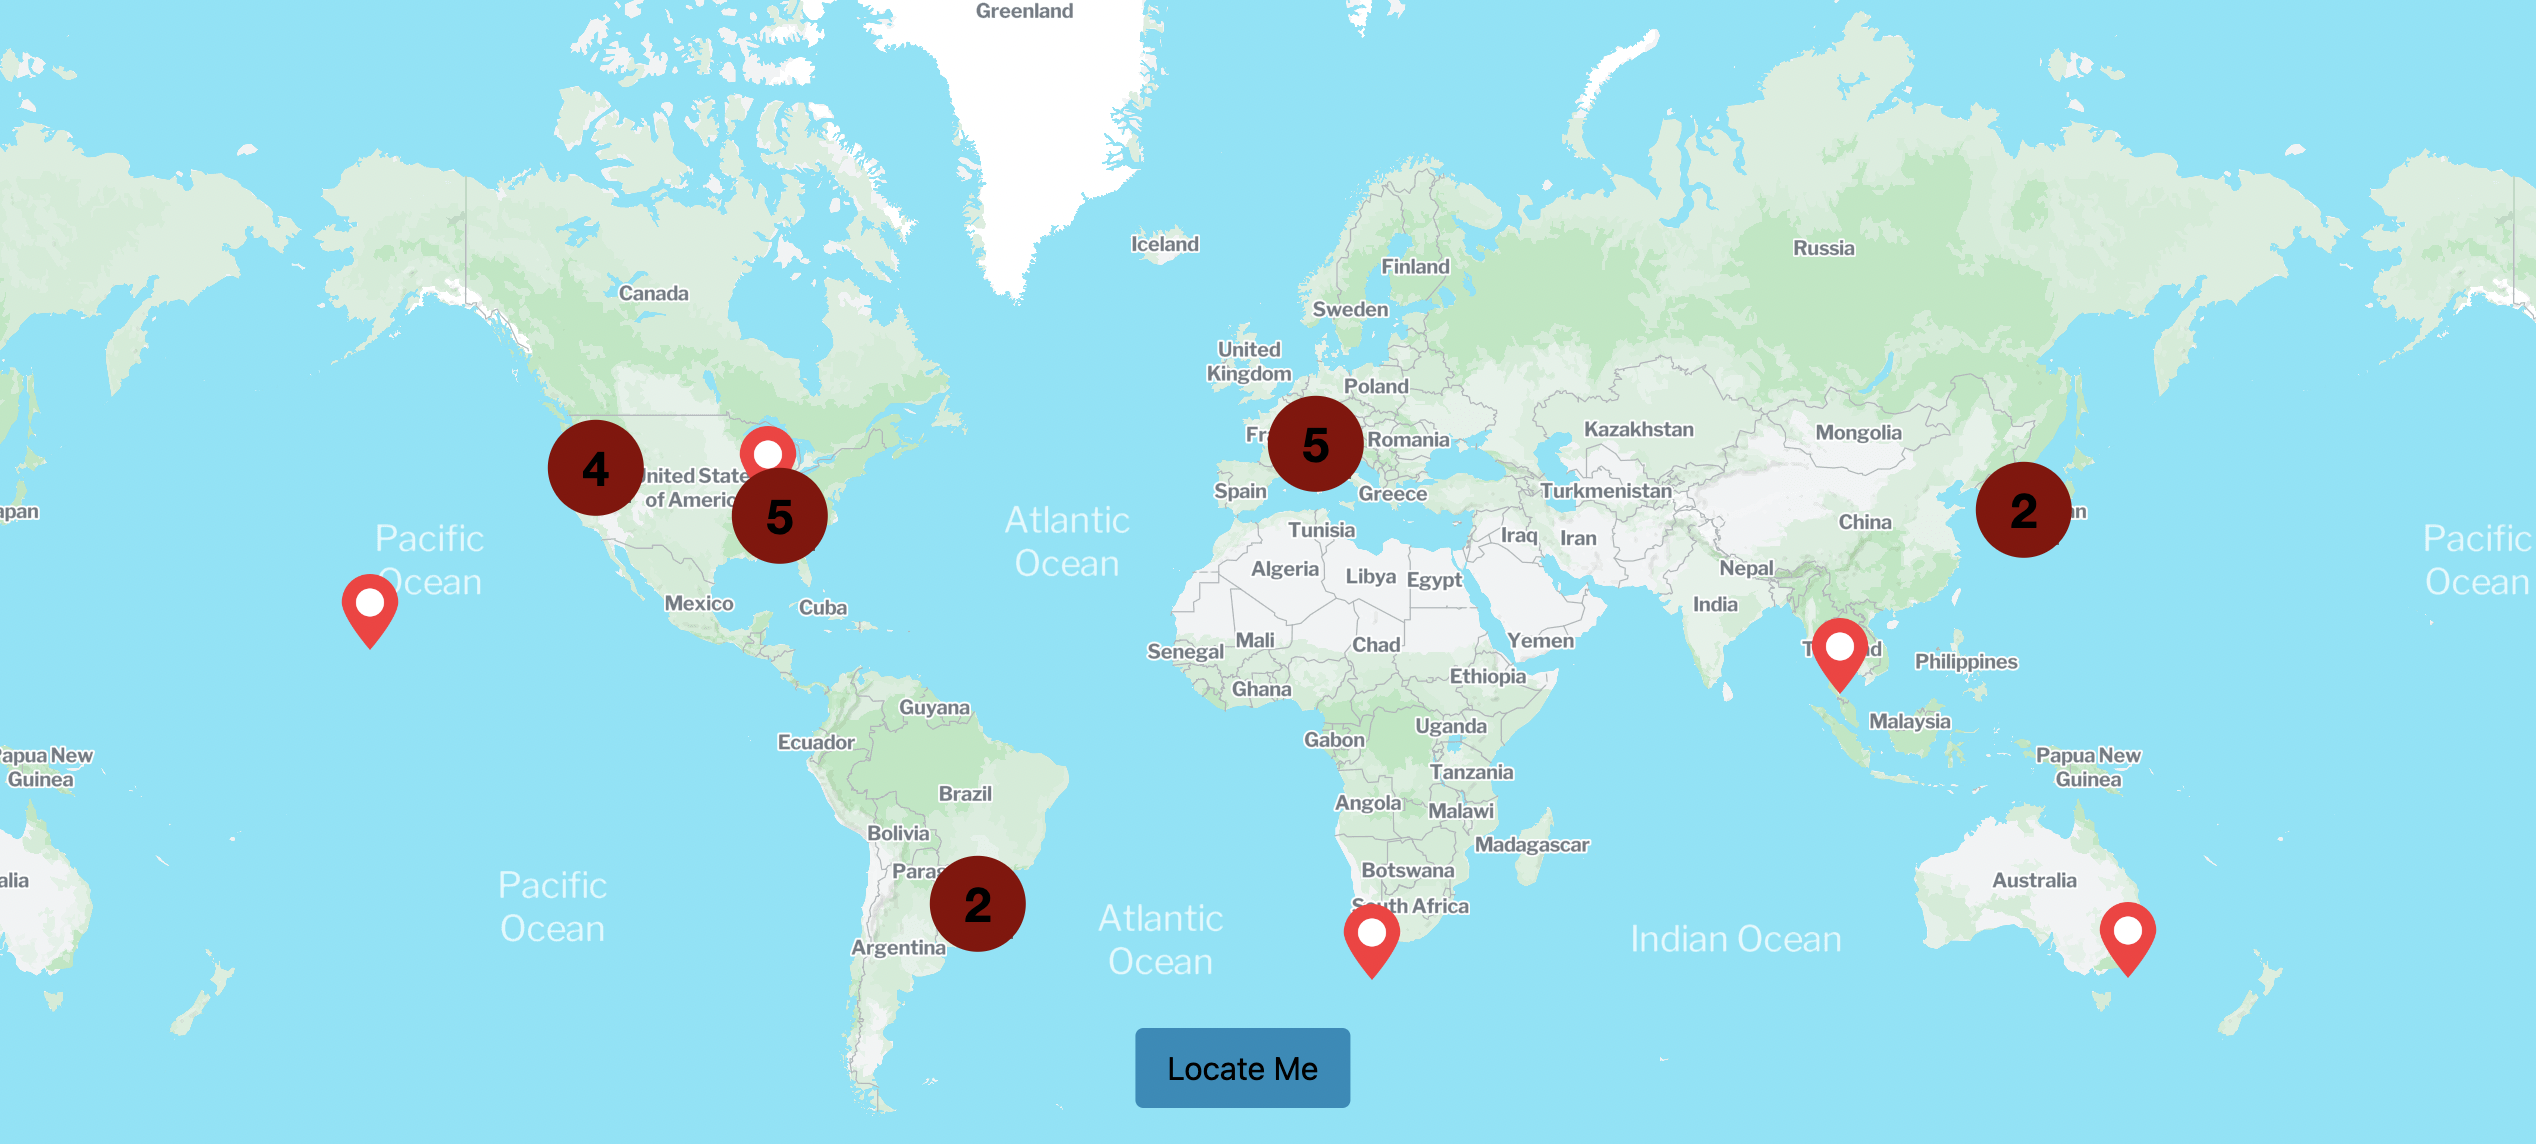 Greenland
Iceland
Russia
Finland
Canada
Sweden
United
Kingdom
Poland
Kazakhstan
Mongolia
Romania
5
4
United State
of Americ
5
Spain
Greece
Turkmenistan
China
2
Tunisia
Iraq
Iran
Atlantic
Ocean
Pacific
Ocean
Pacific
Ocean
Algeria
Libya
Egypt
Nepal
India
Mexico
Cuba
Mali
Chad
Yemen
Senegal
Philippines
Ethiopia
Ghana
Guyana
Malaysia
Uganda
Ecuador
Gabon
Papua New
Guinea
Papua New
Guinea
Tanzania
Brazil
Angola
Malawi
Bolivia
Madagascar
Botswana
Australia
alia
apan
Para
2
South Africa
Pacific
Ocean
Atlantic
Ocean
Indian Ocean
Argentina
Locate Me